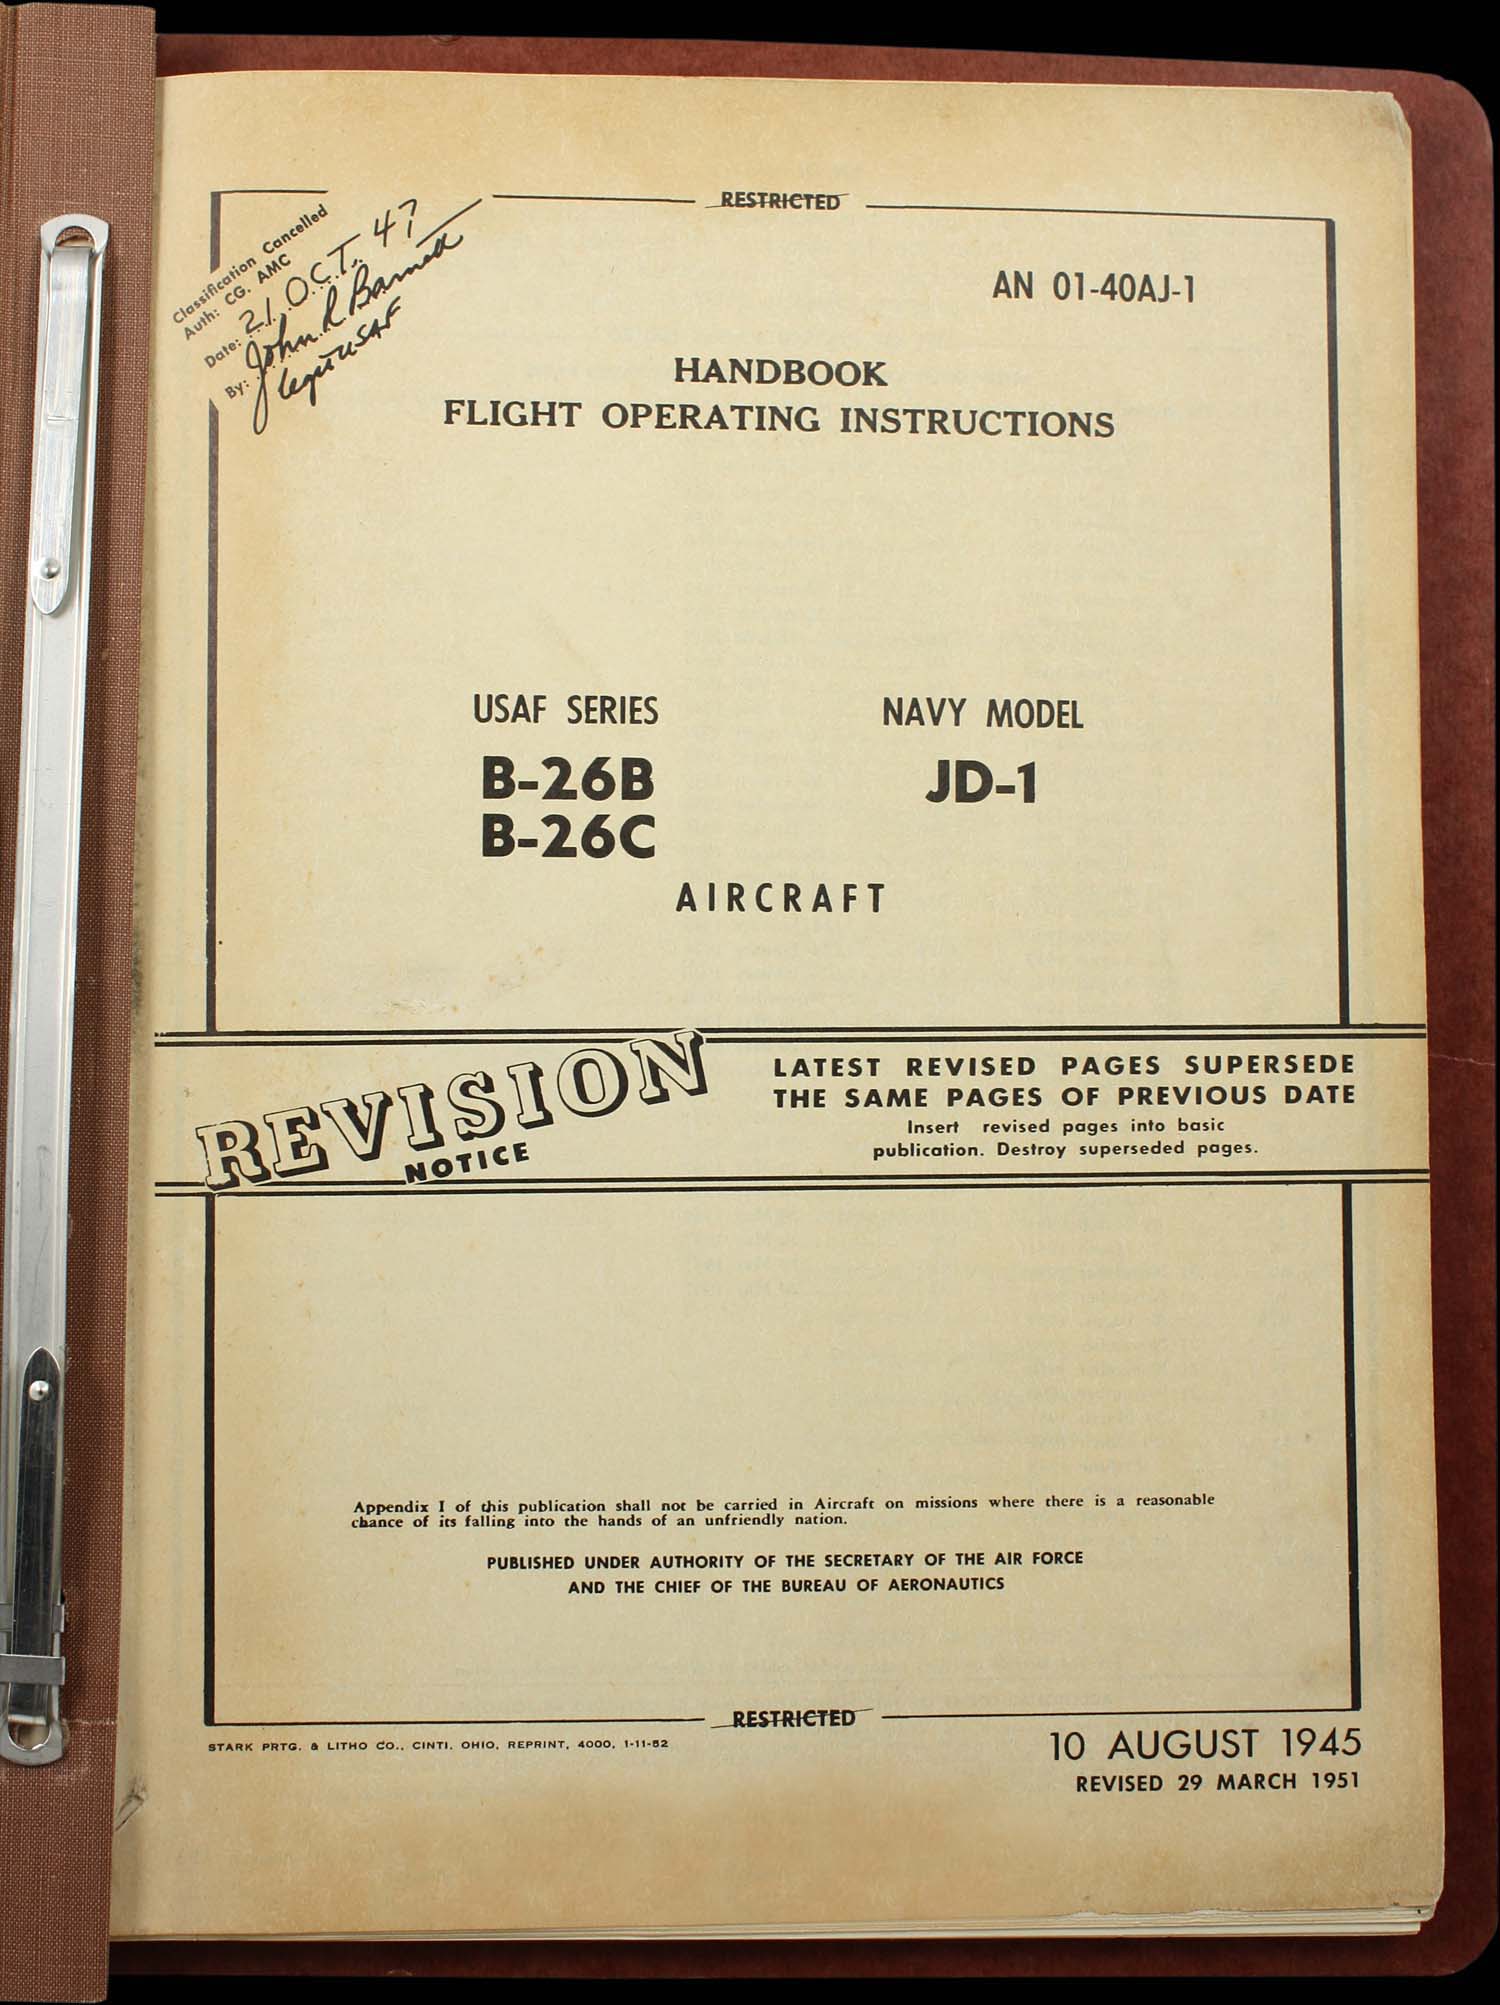 RESTRICTED
Classification Cancelled
Auth: CG. AMC
Date: 21 OCT. 47
By: John R. Barnett
Capt USAF
AN 01-40AJ-1
HANDBOOK
FLIGHT OPERATING INSTRUCTIONS
USAF SERIES
NAVY MODEL
B-26B
JD-1
B-26C
AIRCRAFT
REVISION
NOTICE
LATEST REVISED PAGES SUPERSEDE
THE SAME PAGES OF PREVIOUS DATE
Insert revised pages into basic
publication. Destroy superseded pages.
Appendix I of this publication shall not be carried in Aircraft on missions where there is a reasonable
chance of its falling into the hands of an unfriendly nation.
PUBLISHED UNDER AUTHORITY OF THE SECRETARY OF THE AIR FORCE
AND THE CHIEF OF THE BUREAU OF AERONAUTICS
RESTRICTED
STARK PRTG. & LITHO CO., CINTI. OHIO, REPRINT, 4000, 1-11-52
10 AUGUST 1945
REVISED 29 MARCH 1951